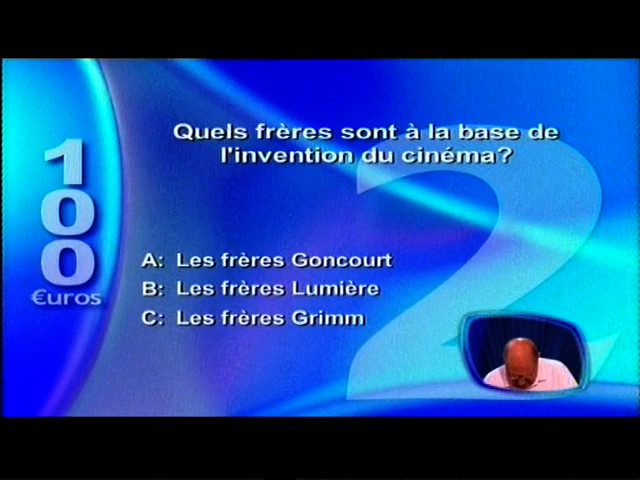 Quels frères sont à la base de
l'invention du cinéma?
100
€uros
A: Les frères Goncourt
B: Les frères Lumière
C: Les frères Grimm
2